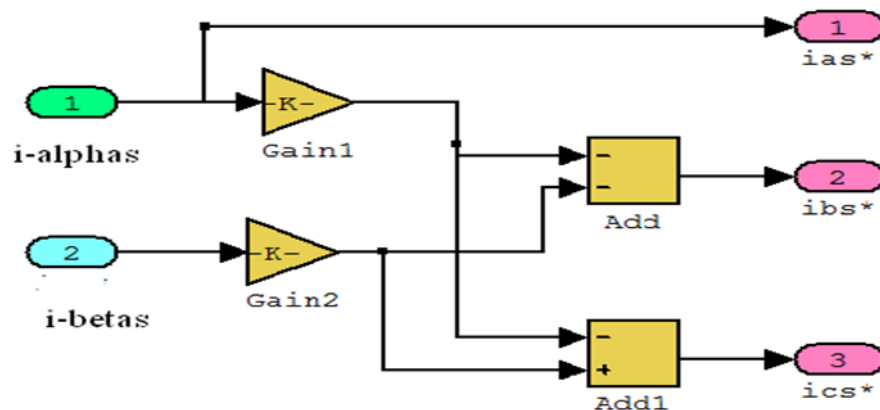 1
ias*
1
-K-
i-alphas
Gain1
-
-
2
Add
ibs*
2
-K-
Gain2
i-betas
-
+
3
Add1
ics*